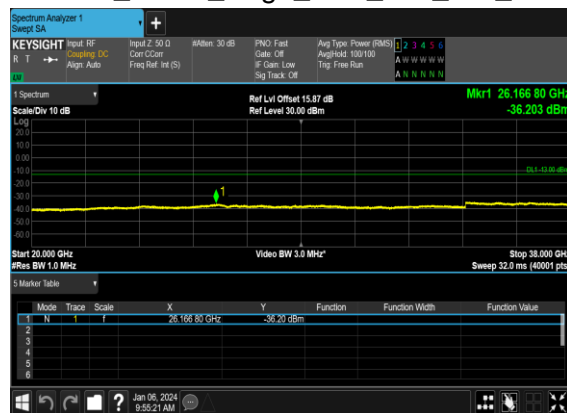 Spectrum Analyzer 1
Swept SA
+
KEYSIGHT Input: RF Input Z: 50 Ω #Atten: 30 dB PNO: Fast Avg Type: Power (RMS) 1 2 3 4 5 6
R T Coupling: DC Corr CCorr Gate: Off Avg|Hold: 100/100 A W W W W W
Align: Auto Freq Ref: Int (S) IF Gain: Low Trig: Free Run
Sig Track: Off A N N N N N
1 Spectrum Ref Lvl Offset 15.87 dB Mkr1 26.166 80 GHz
Scale/Div 10 dB Ref Level 30.00 dBm -36.203 dBm
Log
20.0
10.0
0.00
-10.0
DL1 -13.00 dBm
-20.0
1
-30.0
-40.0
-50.0
-60.0
Start 20.000 GHz Video BW 3.0 MHz* Stop 38.000 GHz
#Res BW 1.0 MHz Sweep 32.0 ms (40001 pts)
5 Marker Table
Mode Trace Scale X Y Function Function Width Function Value
1 N 1 f 26.166 80 GHz -36.20 dBm
2
3
4
5
6
? Jan 06, 2024
9:55:21 AM